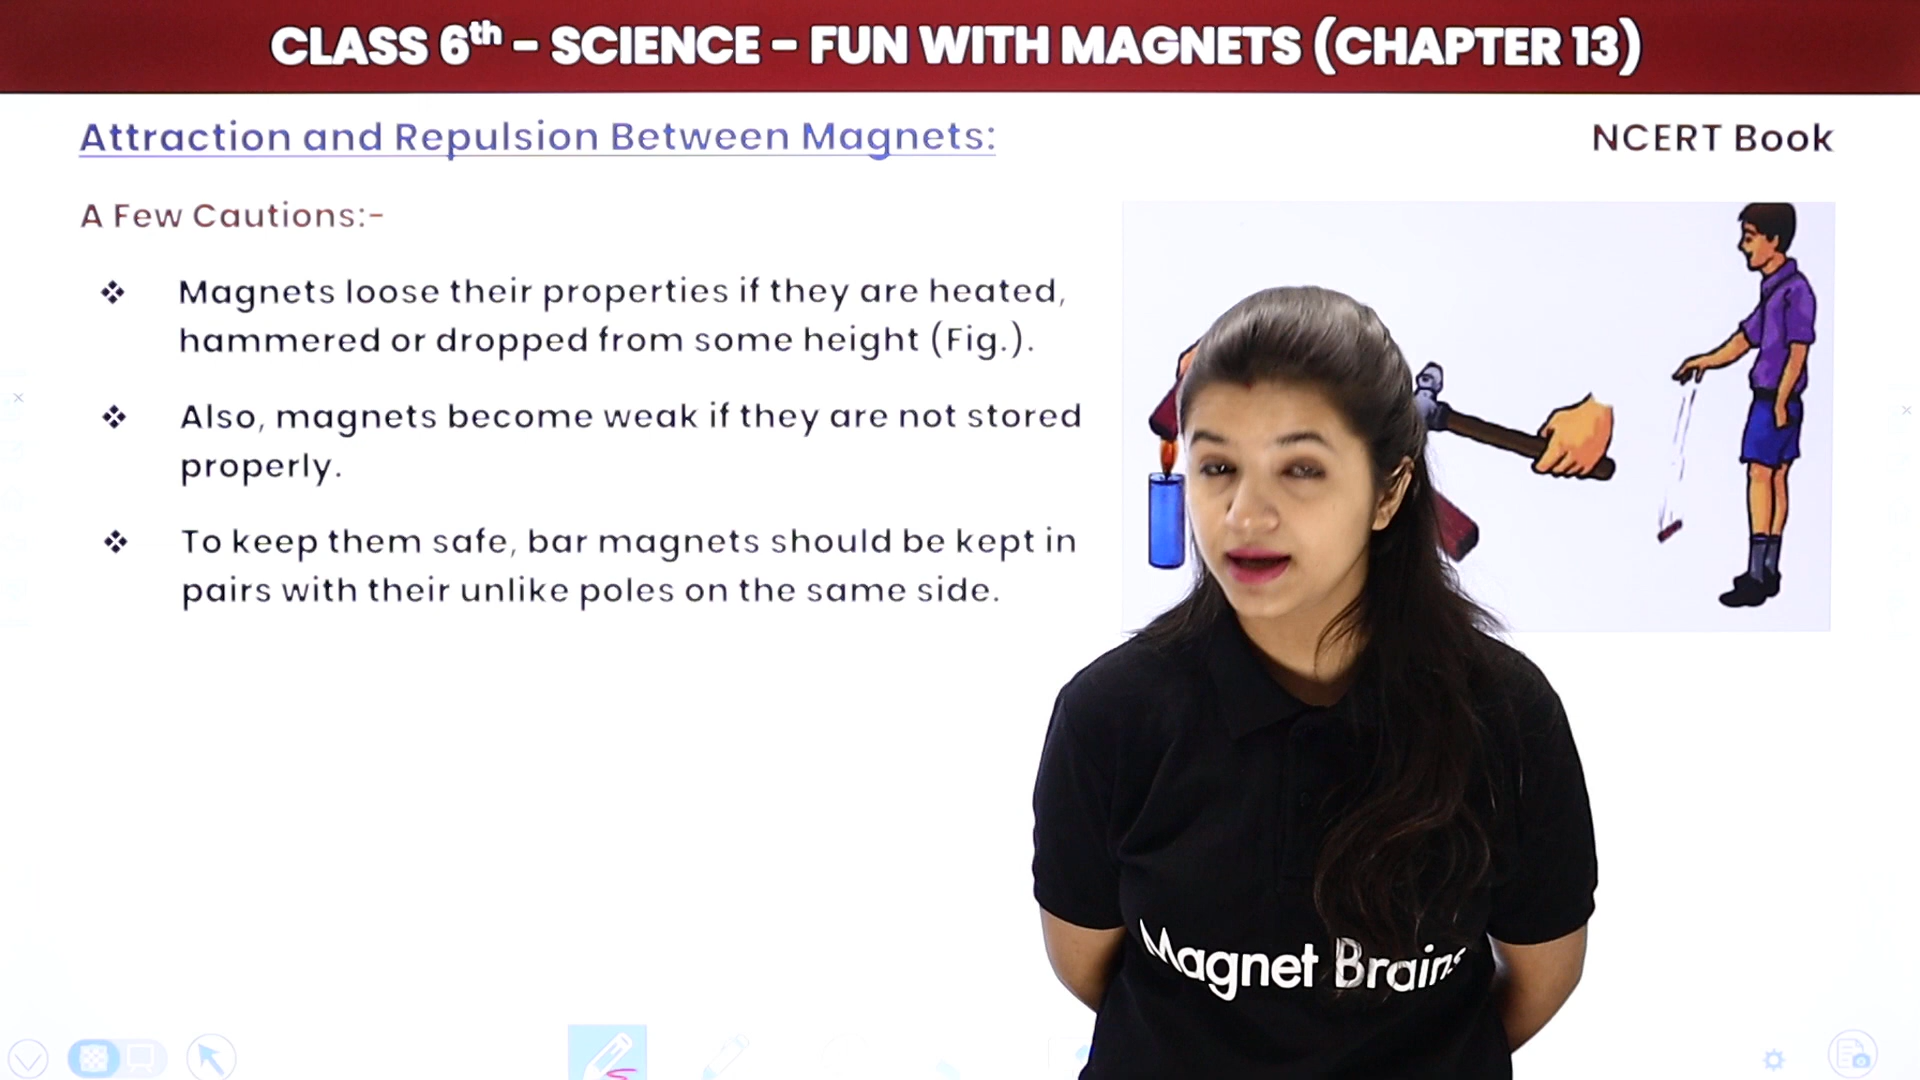 CLASS 6th - SCIENCE - FUN WITH MAGNETS (CHAPTER 13)
Attraction and Repulsion Between Magnets:
NCERT Book
A Few Cautions:-
❖ Magnets loose their properties if they are heated,
hammered or dropped from some height (Fig.).
❖ Also, magnets become weak if they are not stored
properly.
❖ To keep them safe, bar magnets should be kept in
pairs with their unlike poles on the same side.
Magnet Brains